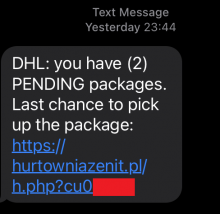 Text Message
Yesterday 23:44
DHL: you have (2)
PENDING packages.
Last chance to pick
up the package:
https://
hurtowniazenit.pl/
h.php?cu0